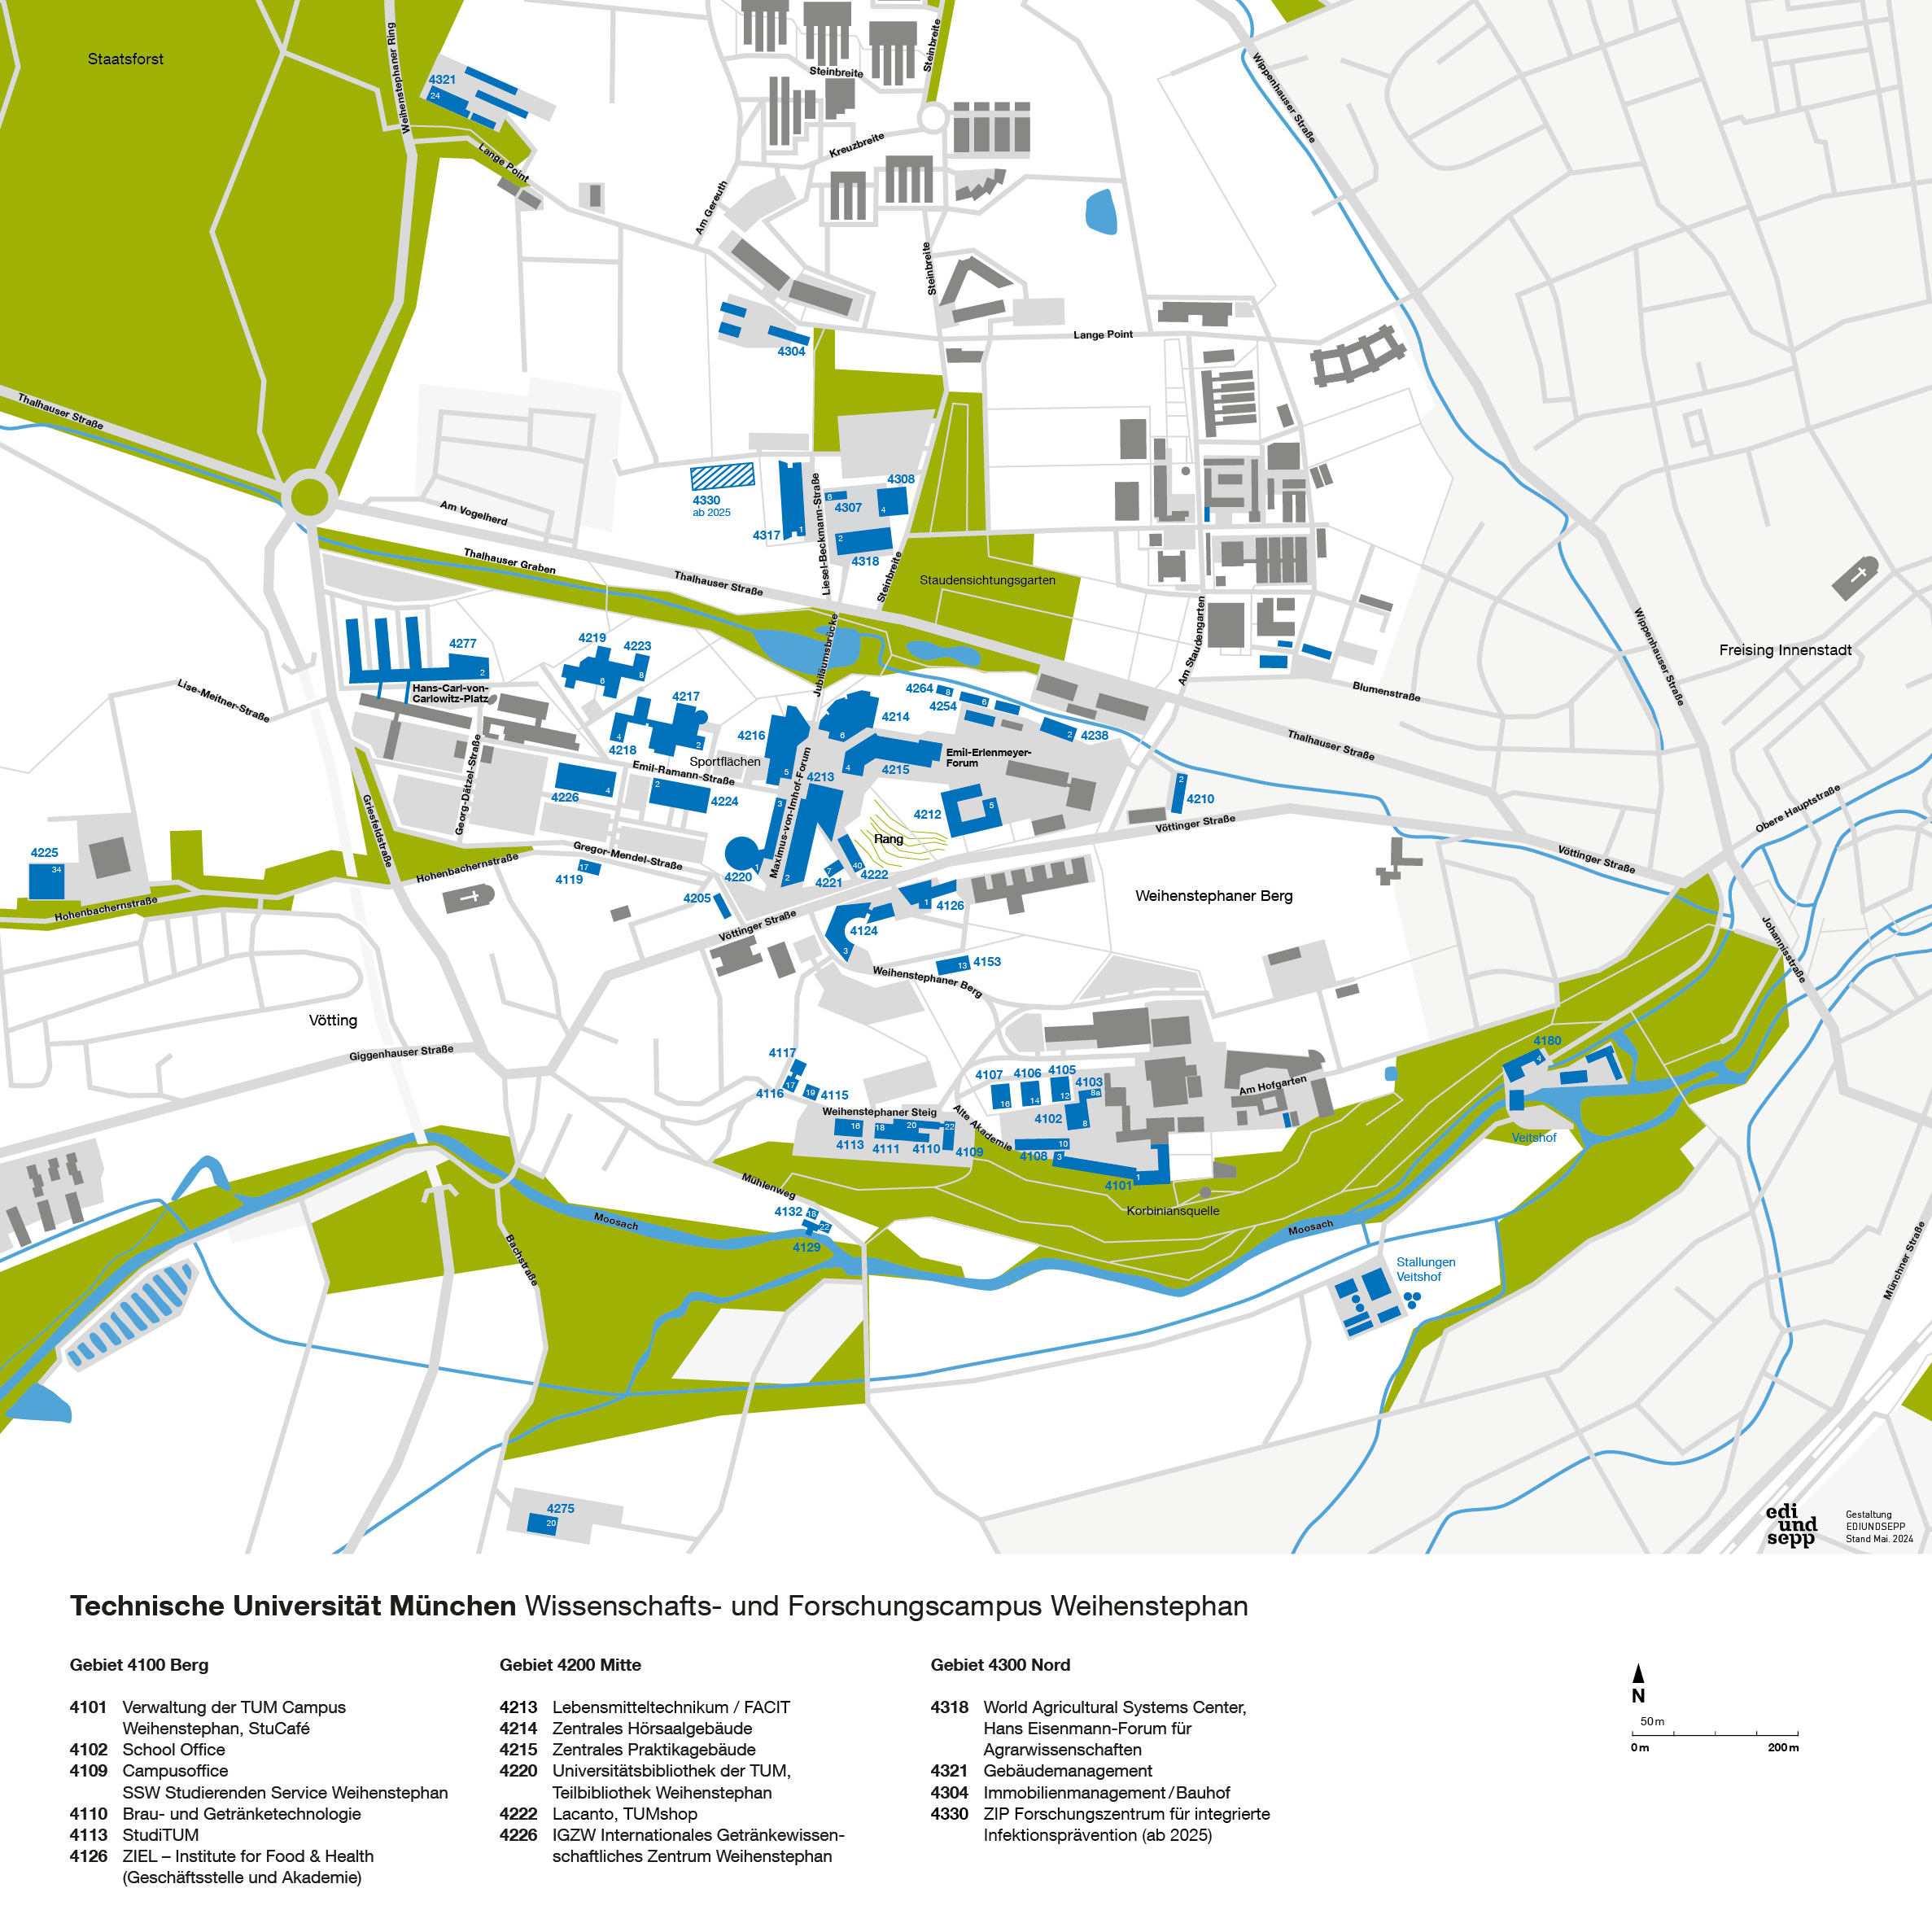 Staatsforst
Weihenstephaner Ring
4321
24
Lange Point
Steinbreite
Steinbreite
Kreuzbreite
Am Gereuth
Steinbreite
Wippenhauser Straße
4304
Lange Point
Thalhauser Straße
Am Vogelherd
4330
ab 2025
4317
1
Liesel-Beckmann-Straße
6
4307
4308
4
2
4318
Steinbreite
Thalhauser Graben
Thalhauser Straße
Staudensichtungsgarten
Am Staudengarten
Wippenhauser Straße
Freising Innenstadt
Blumenstraße
4277
2
Hans-Carl-von-
Carlowitz-Platz
4219
4223
6
8
Lise-Meitner-Straße
Jubiläumsbrücke
4217
4
4218
2
4216
5
6
4214
4264
8
4254
6
2
4238
Sportflächen
Emil-Ramann-Straße
4213
4
4215
Emil-Erlenmeyer-
Forum
Thalhauser Straße
Georg-Dätzel-Straße
4226
4
2
4224
3
Maximus-von-Imhof-Forum
4212
5
2
4210
Vöttinger Straße
Rang
Obere Hauptstraße
Vöttinger Straße
Griesfeldstraße
4225
34
Hohenbachernstraße
Hohenbachernstraße
Gregor-Mendel-Straße
17
4119
1
4220
2
7
4221
40
4222
4205
Vöttinger Straße
1
4126
4124
3
Weihenstephaner Berg
4153
13
Weihenstephaner Berg
Johannisstraße
Vötting
Giggenhauser Straße
4117
17
4116
19
4115
4107
16
4106
14
4105
12
4103
8a
4102
8
Am Hofgarten
4180
4
Veitshof
Weihenstephaner Steig
16
4113
18
4111
20
4110
22
4109
Alte Akademie
10
4108
3
1
4101
Korbiniansquelle
Mühlenweg
4132
18
22
4129
Moosach
Moosach
Bachstraße
Stallungen
Veitshof
Münchner Straße
4275
20
edi
und
sepp
Gestaltung
EDIUNDSEPP
Stand Mai. 2024
Technische Universität München Wissenschafts- und Forschungscampus Weihenstephan
Gebiet 4100 Berg
4101 Verwaltung der TUM Campus
Weihenstephan, StuCafé
4102 School Office
4109 Campusoffice
SSW Studierenden Service Weihenstephan
4110 Brau- und Getränketechnologie
4113 StudiTUM
4126 ZIEL – Institute for Food & Health
(Geschäftsstelle und Akademie)
Gebiet 4200 Mitte
4213 Lebensmitteltechnikum / FACIT
4214 Zentrales Hörsaalgebäude
4215 Zentrales Praktikagebäude
4220 Universitätsbibliothek der TUM,
Teilbibliothek Weihenstephan
4222 Lacanto, TUMshop
4226 IGZW Internationales Getränkewissen-
schaftliches Zentrum Weihenstephan
Gebiet 4300 Nord
4318 World Agricultural Systems Center,
Hans Eisenmann-Forum für
Agrarwissenschaften
4321 Gebäudemanagement
4304 Immobilienmanagement/Bauhof
4330 ZIP Forschungszentrum für integrierte
Infektionsprävention (ab 2025)
N
50 m
0 m
200 m